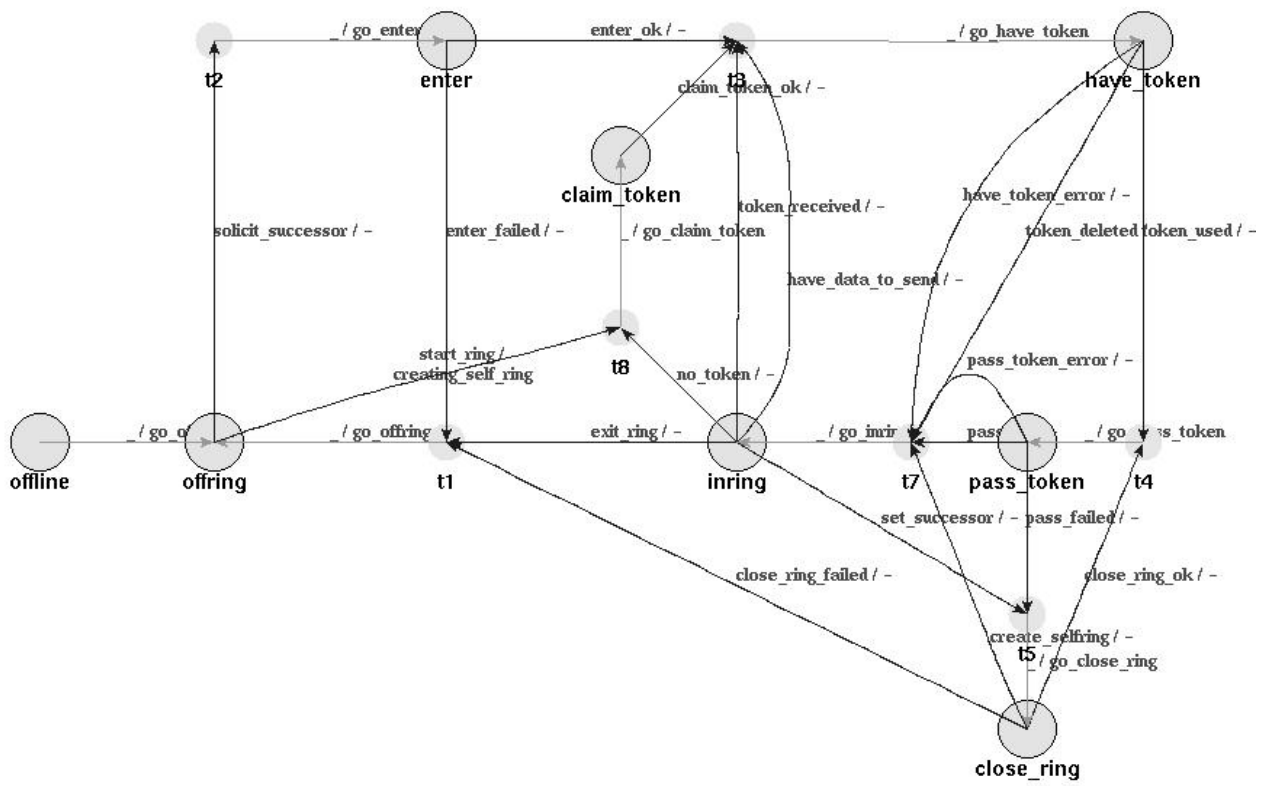 _ / go_enter
enter_ok / -
_ / go_have_token
t2
enter
t3
have_token
claim_token_ok / -
claim_token
have_token_error / -
token_received / -
solicit_successor / -
enter_failed / -
_ / go_claim_token
token_deleted
token_used / -
have_data_to_send / -
start_ring /
creating_self_ring
t8
no_token / -
pass_token_error / -
_ / go_offring
exit_ring / -
offline
offring
t1
inring
t7
pass_token
t4
set_successor / -
pass_failed / -
close_ring_failed / -
close_ring_ok / -
create_selfring / -
t5
_ / go_close_ring
close_ring